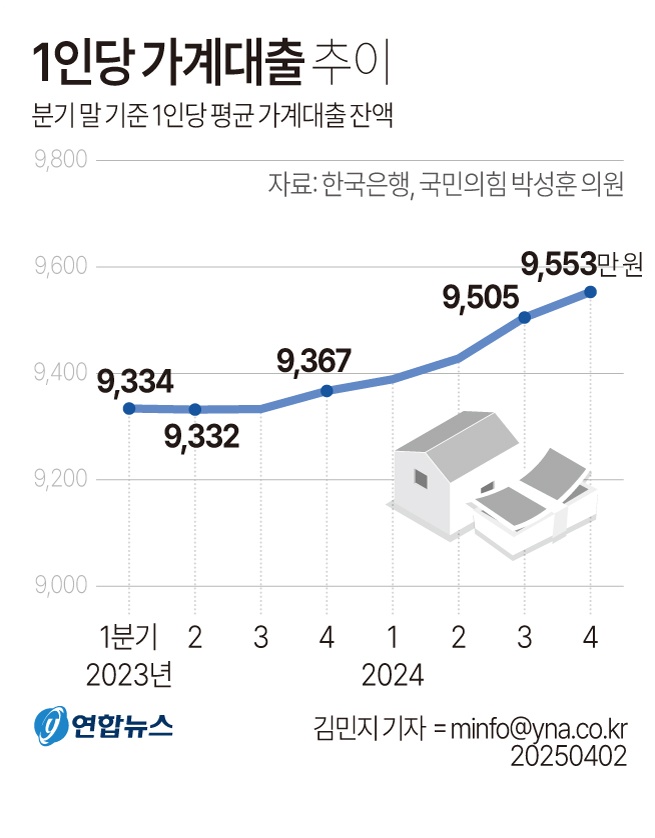 1인당 가계대출 추이
분기 말 기준 1인당 평균 가계대출 잔액
9,800
자료: 한국은행, 국민의힘 박성훈 의원
9,600
9,553만 원
9,505
9,400
9,367
9,334
9,332
9,200
9,000
1분기 2 3 4 1 2 3 4
2023년 2024
연합뉴스
김민지 기자 = minfo@yna.co.kr
20250402